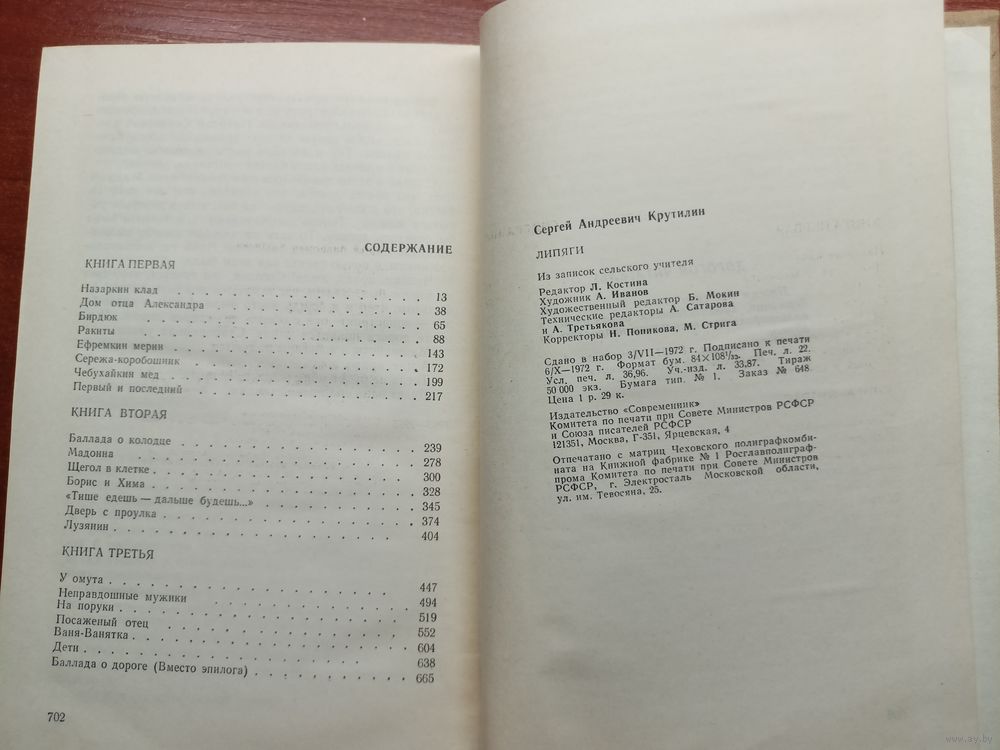 СОДЕРЖАНИЕ
КНИГА ПЕРВАЯ
Назаркин клад . . . . . . . . . . . . . . . . 13
Дом отца Александра . . . . . . . . . . . . . 38
Бирдюк . . . . . . . . . . . . . . . . 65
Ракиты . . . . . . . . . . . . . . . . 88
Ефремкин мерин . . . . . . . . . . . . . . . . 143
Сережа-коробошник . . . . . . . . . . . . . . 172
Чебухайкин мед . . . . . . . . . . . . . . . . 199
Первый и последний . . . . . . . . . . . . . . 217
КНИГА ВТОРАЯ
Баллада о колодце . . . . . . . . . . . . . . 239
Мадонна . . . . . . . . . . . . . . . . 278
Щегол в клетке . . . . . . . . . . . . . . . . 300
Борис и Хима . . . . . . . . . . . . . . . . 328
«Тише едешь — дальше будешь...» . . . . . . . . 345
Дверь с проулка . . . . . . . . . . . . . . . . 374
Лузянин . . . . . . . . . . . . . . . . 404
КНИГА ТРЕТЬЯ
У омута . . . . . . . . . . . . . . . . 447
Неправдошные мужики . . . . . . . . . . . . . 494
На поруки . . . . . . . . . . . . . . . . 519
Посаженый отец . . . . . . . . . . . . . . . . 552
Ваня-Ванятка . . . . . . . . . . . . . . . . 604
Дети . . . . . . . . . . . . . . . . 638
Баллада о дороге (Вместо эпилога) . . . . . . . . 665
702
Сергей Андреевич Крутилин
ЛИПЯГИ
Из записок сельского учителя
Редактор Л. Костина
Художник А. Иванов
Художественный редактор Б. Мокин
Технические редакторы А. Сатарова
и А. Третьякова
Корректоры Н. Попикова, М. Стрига
Сдано в набор 3/VII—1972 г. Подписано к печати
6/X—1972 г. Формат бум. 84×108¹/₃₂. Печ. л. 22.
Усл. печ. л. 36,96. Уч.-изд. л. 33,87. Тираж
50 000 экз. Бумага тип. № 1. Заказ № 648.
Цена 1 р. 29 к.
Издательство «Современник»
Комитета по печати при Совете Министров РСФСР
и Союза писателей РСФСР
121351, Москва, Г-351, Ярцевская, 4
Отпечатано с матриц Чеховского полиграфкомби-
ната на Книжной фабрике № 1 Росглавполиграф-
прома Комитета по печати при Совете Министров
РСФСР, г. Электросталь Московской области,
ул. им. Тевосяна, 25.
www.ay.by